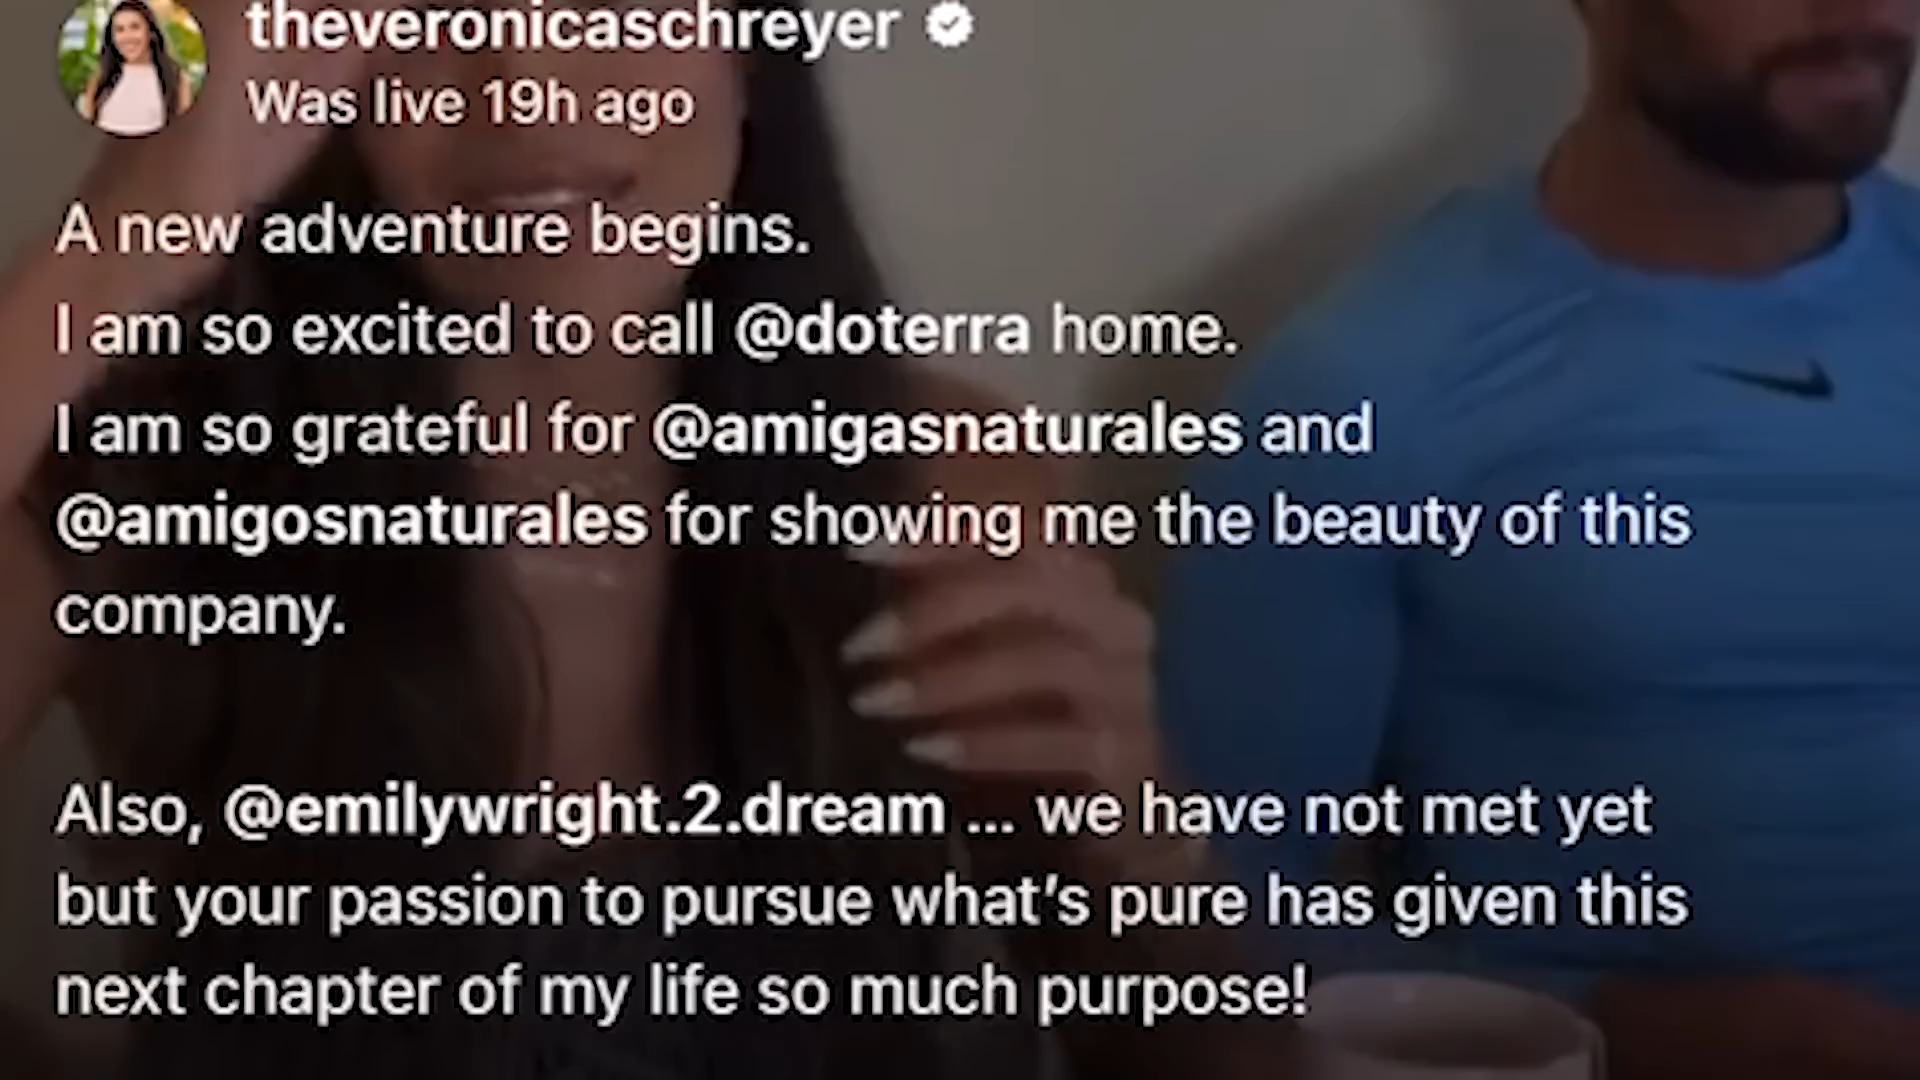 theveronicaschreyer
Was live 19h ago
A new adventure begins.
I am so excited to call @doterra home.
I am so grateful for @amigasnaturales and
@amigosnaturales for showing me the beauty of this
company.
Also, @emilywright.2.dream ... we have not met yet
but your passion to pursue what's pure has given this
next chapter of my life so much purpose!